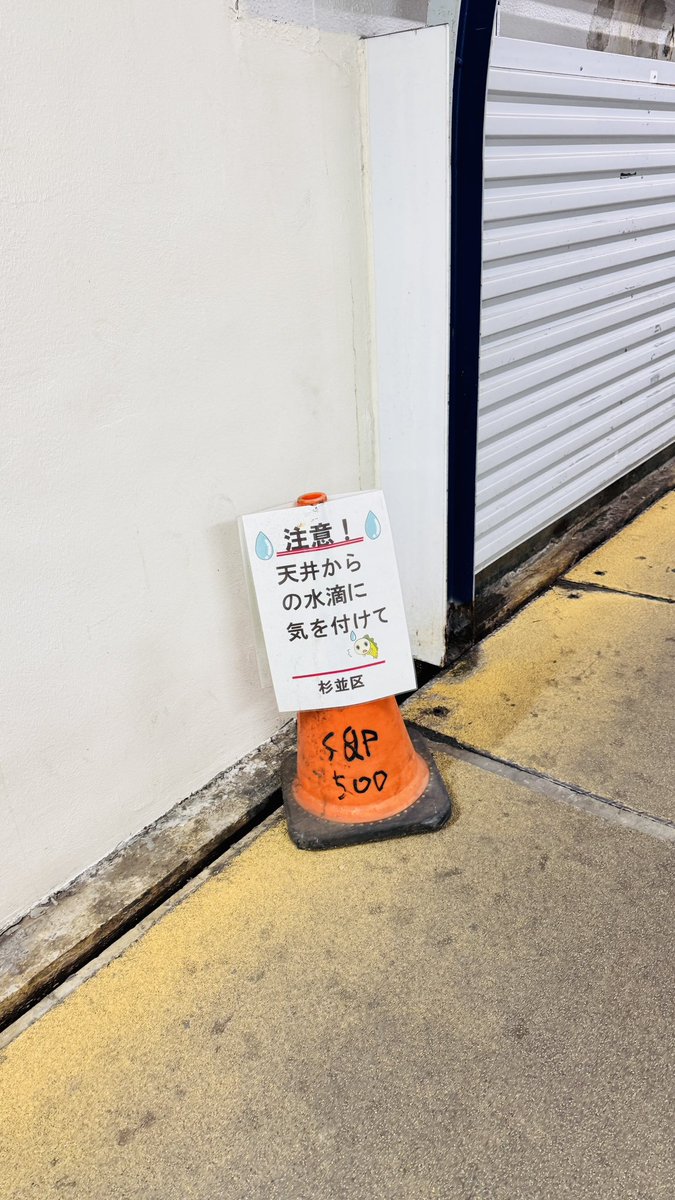 注意！
天井から
の水滴に
気を付けて
杉並区
S&P
500